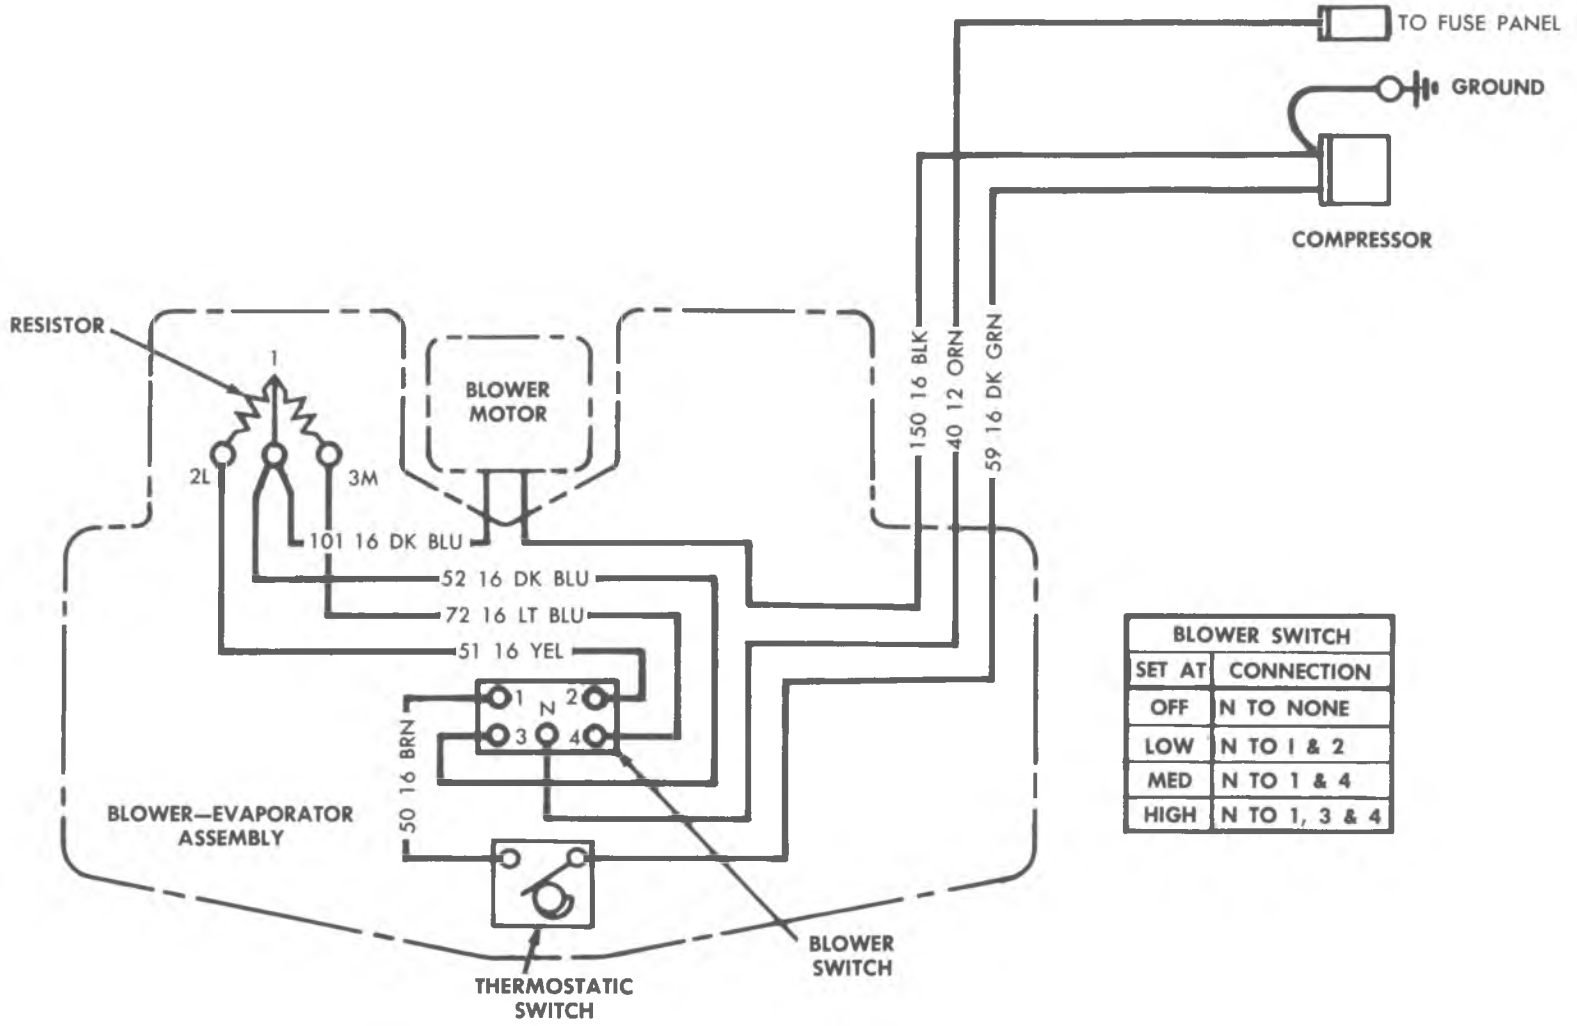 TO FUSE PANEL
GROUND
COMPRESSOR
RESISTOR
1
BLOWER
MOTOR
150 16 BLK
40 12 ORN
59 16 DK GRN
2L
3M
101 16 DK BLU
52 16 DK BLU
72 16 LT BLU
51 16 YEL
1
N
2
3
4
50 16 BRN
BLOWER—EVAPORATOR
ASSEMBLY
BLOWER SWITCH
SET AT CONNECTION
OFF N TO NONE
LOW N TO 1 & 2
MED N TO 1 & 4
HIGH N TO 1, 3 & 4
BLOWER
SWITCH
THERMOSTATIC
SWITCH